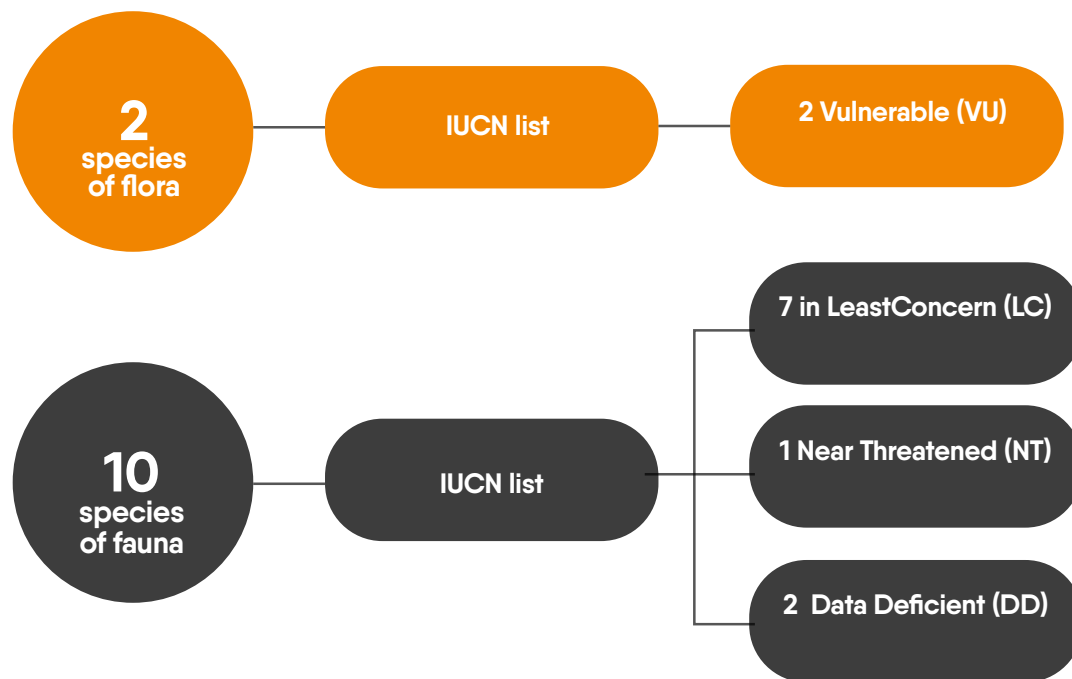 2
species
of flora
IUCN list
2 Vulnerable (VU)
10
species
of fauna
IUCN list
7 in LeastConcern (LC)
1 Near Threatened (NT)
2 Data Deficient (DD)